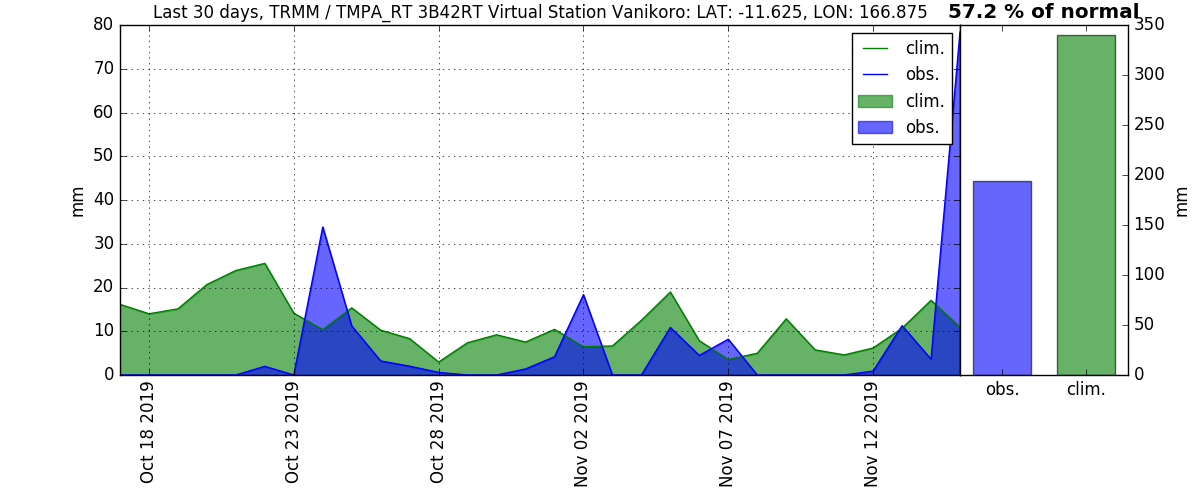 Last 30 days, TRMM / TMPA_RT 3B42RT Virtual Station Vanikoro: LAT: -11.625, LON: 166.875
57.2 % of normal
80
70
60
50
40
30
20
10
0
mm
clim.
obs.
clim.
obs.
350
300
250
200
150
100
50
0
mm
obs.
clim.
Oct 18 2019
Oct 23 2019
Oct 28 2019
Nov 02 2019
Nov 07 2019
Nov 12 2019